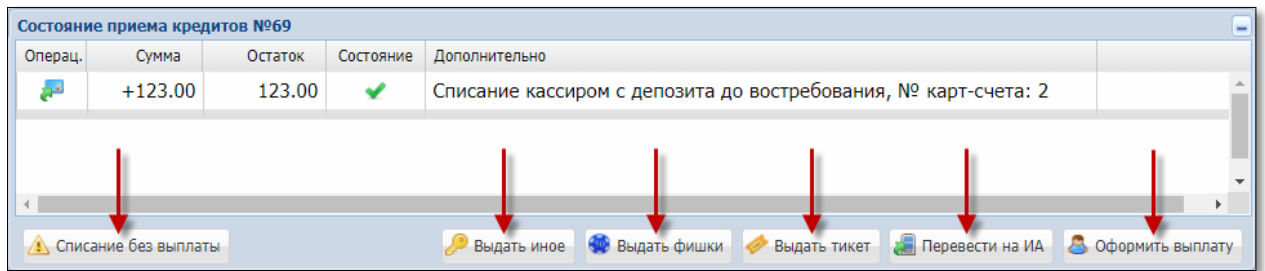 Состояние приема кредитов №69
Операц. Сумма Остаток Состояние Дополнительно
+123.00 123.00 Списание кассиром с депозита до востребования, № карт-счета: 2
Списание без выплаты Выдать иное Выдать фишки Выдать тикет Перевести на ИА Оформить выплату